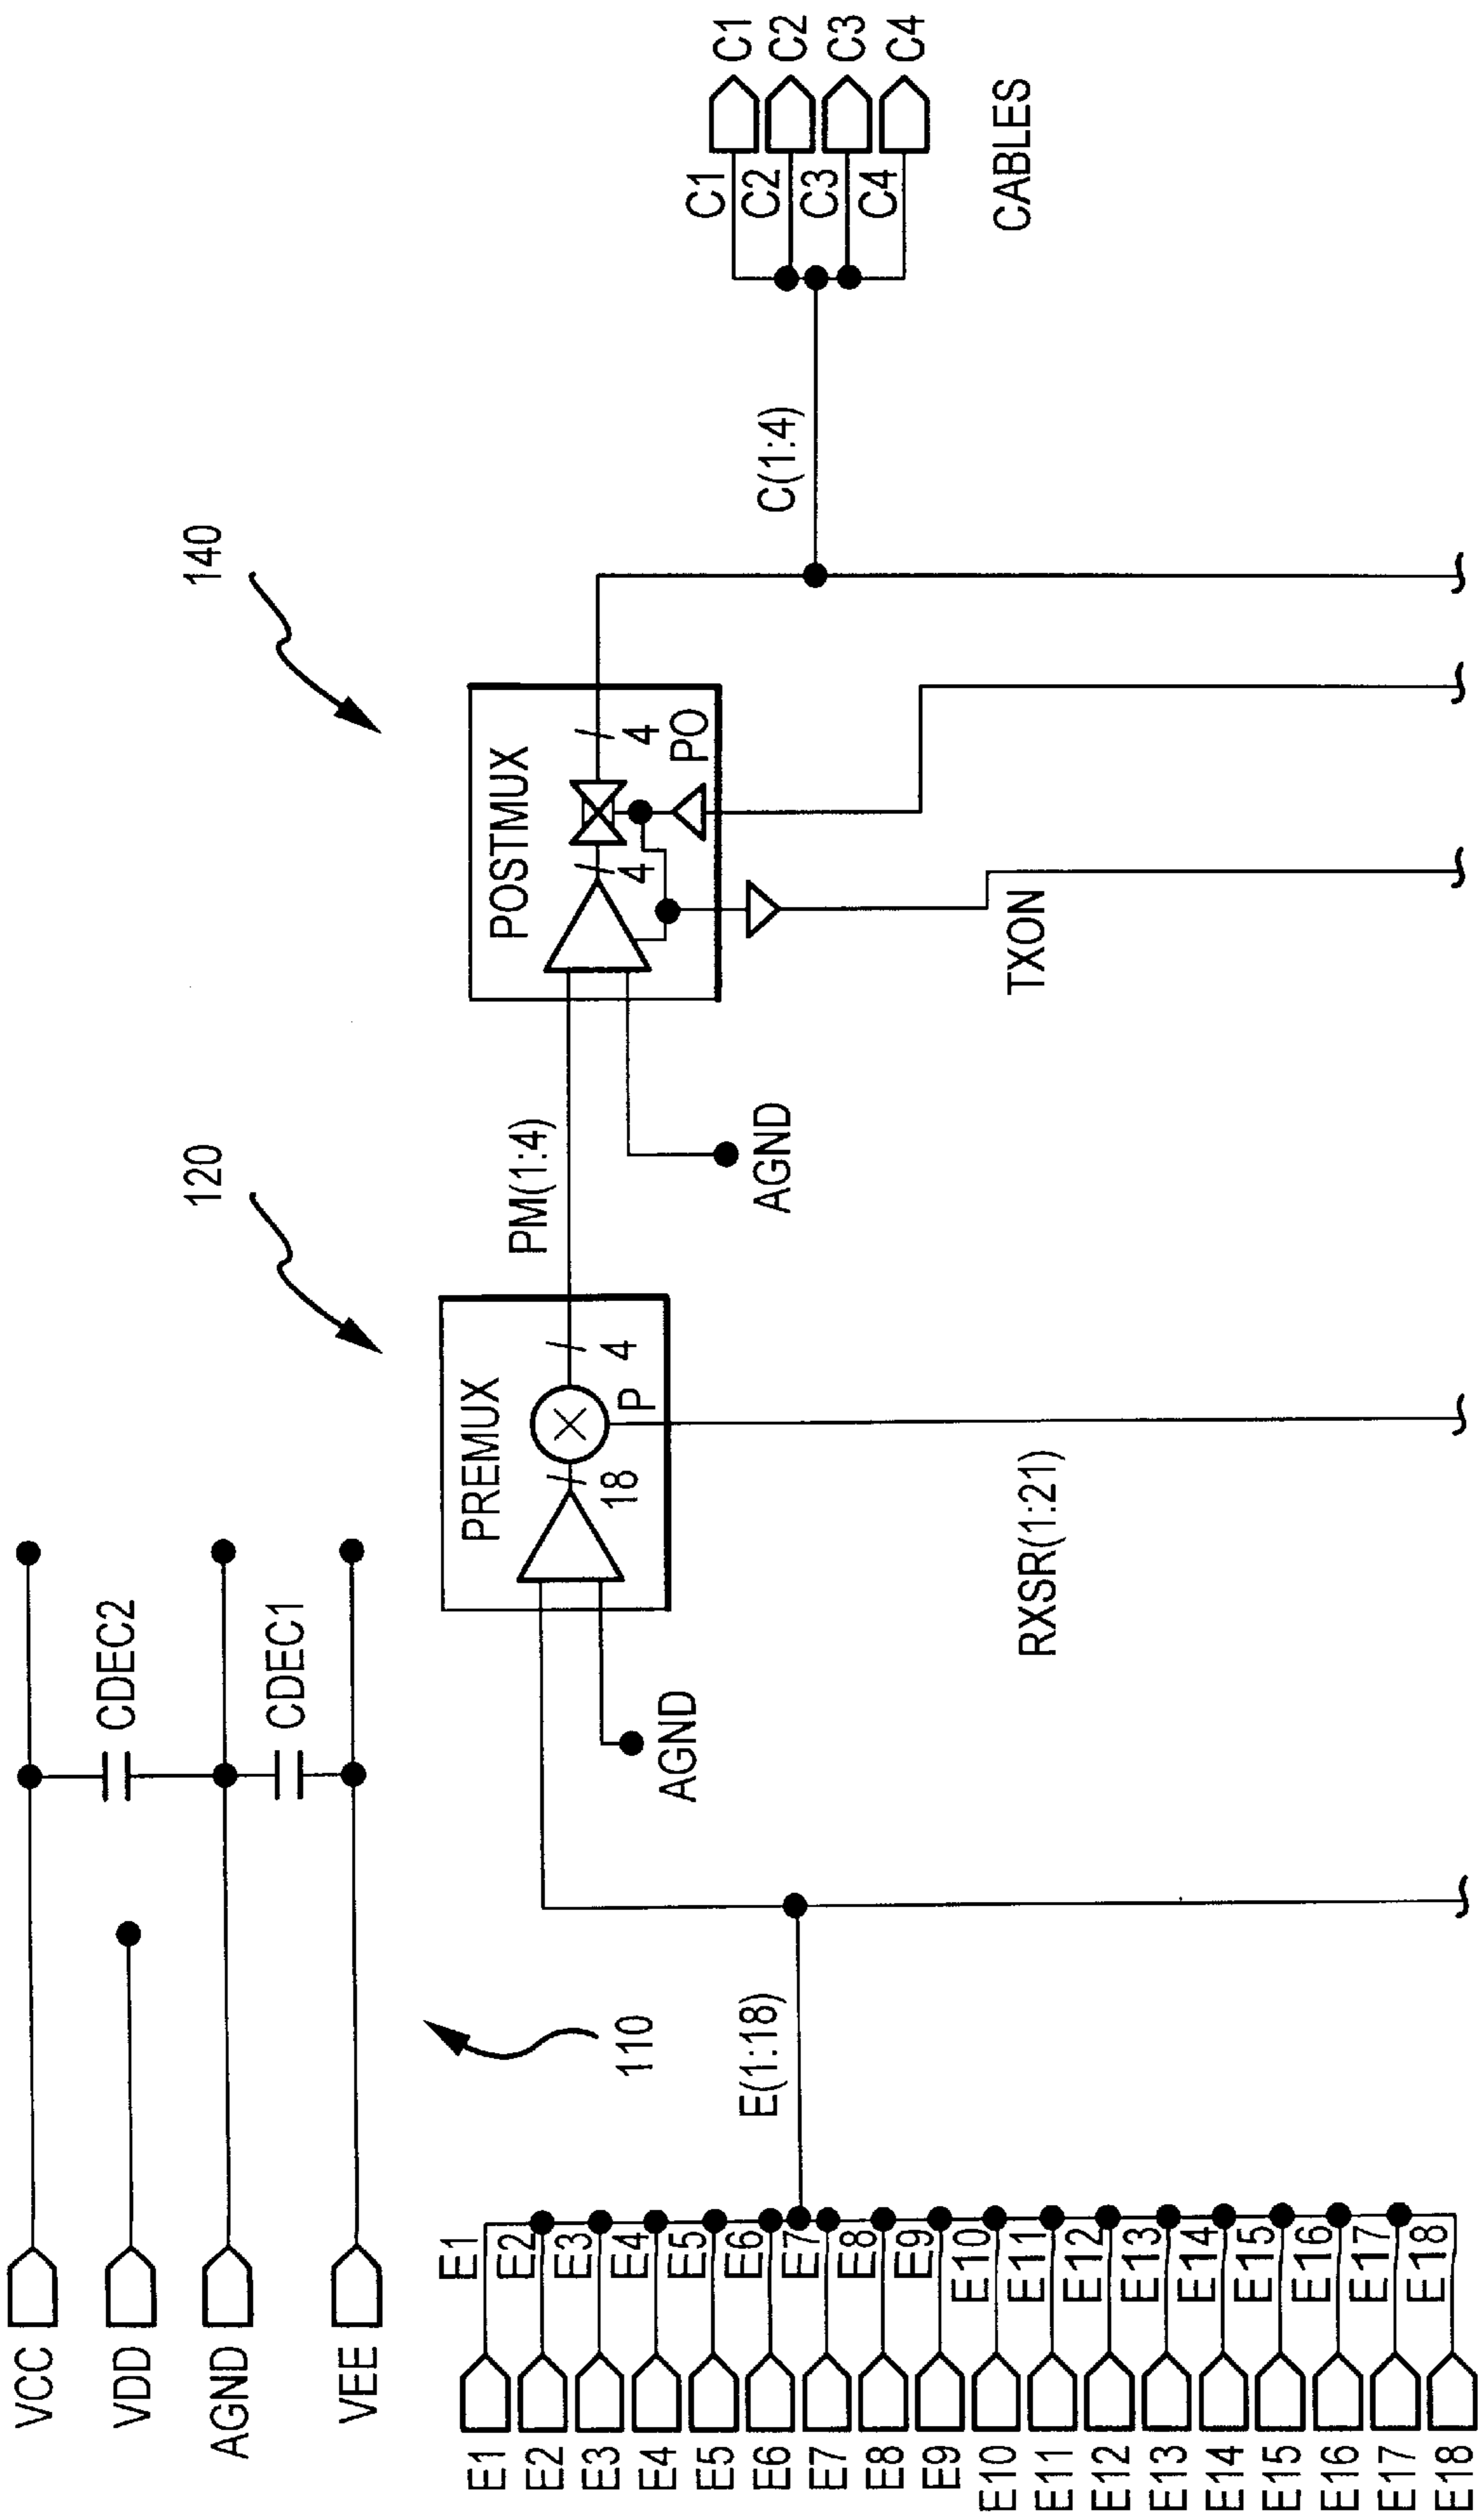 VCC
VDD
AGND
VEE
CDEC2
CDEC1
110
120
140
E1
E2
E3
E4
E5
E6
E7
E8
E9
E10
E11
E12
E13
E14
E15
E16
E17
E18
E1
E2
E3
E4
E5
E6
E7
E8
E9
E10
E11
E12
E13
E14
E15
E16
E17
E18
E(1:18)
AGND
PREMUX
18
P
4
RXSR(1:21)
PM(1:4)
AGND
POSTMUX
4
4
PO
TXON
C(1:4)
C1
C2
C3
C4
C1
C2
C3
C4
CABLES